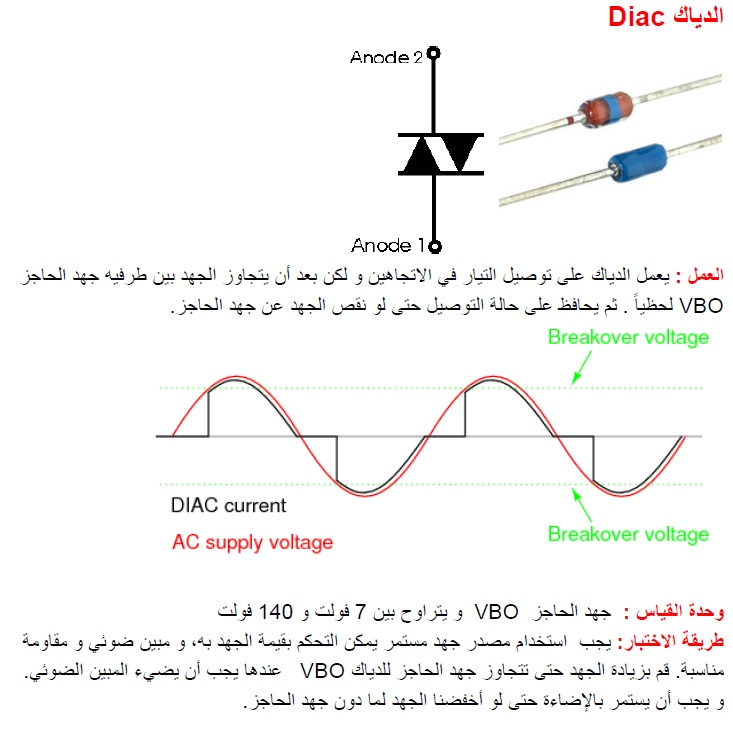 الدياك Diac
Anode 2
Anode 1
العمل : يعمل الدياك على توصيل التيار في الاتجاهين و لكن بعد أن يتجاوز الجهد بين طرفيه جهد الحاجز
VBO لحظياً . ثم يحافظ على حالة التوصيل حتى لو نقص الجهد عن جهد الحاجز.
Breakover voltage
DIAC current
AC supply voltage
Breakover voltage
وحدة القياس : جهد الحاجز VBO و يتراوح بين 7 فولت و 140 فولت
طريقة الاختبار: يجب استخدام مصدر جهد مستمر يمكن التحكم بقيمة الجهد به، و مبين ضوئي و مقاومة
مناسبة. قم بزيادة الجهد حتى تتجاوز جهد الحاجز للدياك VBO عندها يجب أن يضيء المبين الضوئي.
و يجب أن يستمر بالإضاءة حتى لو أخفضنا الجهد لما دون جهد الحاجز.